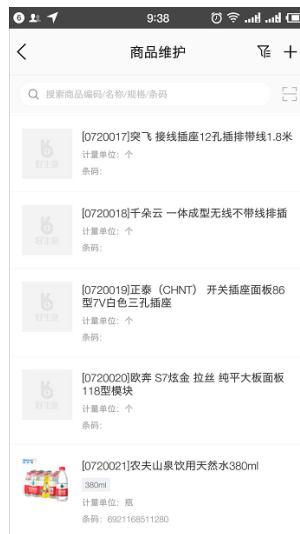 9:38
商品维护
搜索商品编码/名称/规格/条码
[0720017]突飞 接线插座12孔插排带线1.8米
计量单位：个
条码：
[0720018]千朵云 一体成型无线不带线排插
计量单位：个
条码：
[0720019]正泰（CHNT） 开关插座面板86
型7V白色三孔插座
计量单位：个
条码：
[0720020]欧奔 S7炫金 拉丝 纯平大板面板
118型模块
计量单位：个
条码：
[0720021]农夫山泉饮用天然水380ml
380ml
计量单位：瓶
条码：6921168511280